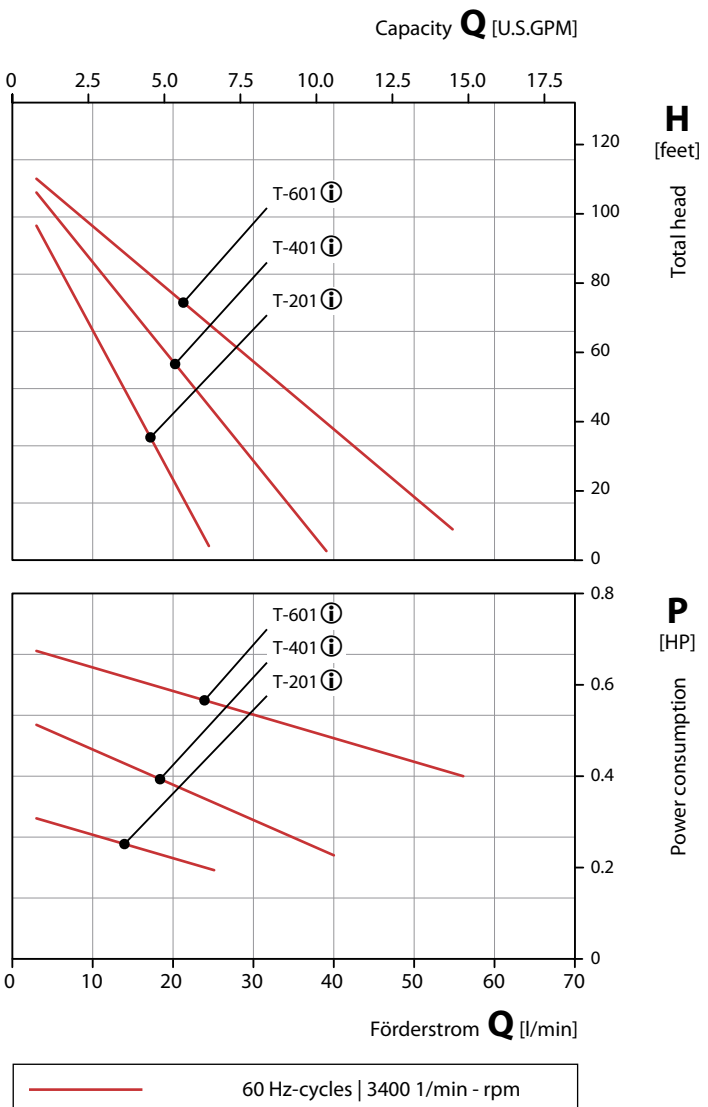 Capacity Q [U.S.GPM]
0 2.5 5.0 7.5 10.0 12.5 15.0 17.5
H
[feet]
Total head
120
100
80
60
40
20
0
T-601 i
T-401 i
T-201 i
P
[HP]
Power consumption
0.8
0.6
0.4
0.2
0
T-601 i
T-401 i
T-201 i
0 10 20 30 40 50 60 70
Förderstrom Q [l/min]
60 Hz-cycles | 3400 1/min - rpm